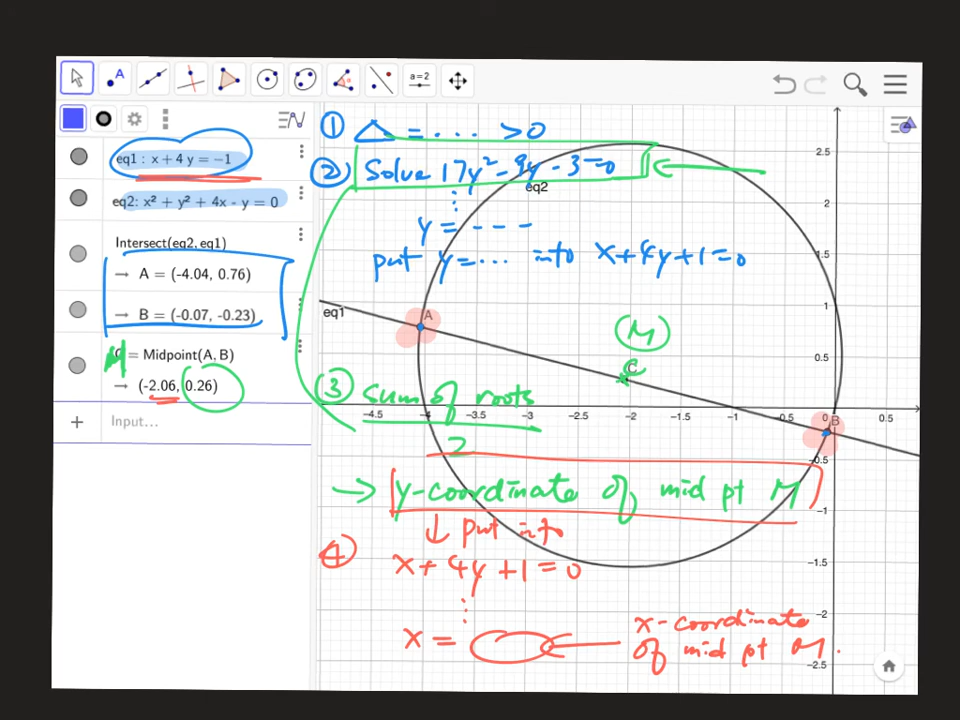 A
a=2
eq1 : x + 4 y = −1
eq2: x² + y² + 4x - y = 0
Intersect(eq2, eq1)
→ A = (-4.04, 0.76)
→ B = (-0.07, -0.23)
M = Midpoint(A, B)
→ (-2.06, 0.26)
+ Input...
① △ = ... >0
② Solve 17y² - 9y - 3 = 0
eq2
⋮
y = - - - -
put y = ... into x+4y+1=0
eq1
A
M
C
B
③ sum of roots
2
→ y-coordinate of mid pt M
↓ put into
④ x + 4y + 1 = 0
⋮
x =
x-coordinate
of mid pt M.
2.5
2
1.5
1
0.5
-4.5 -4 -3.5 -3 -2.5 -2 -1.5 -1 -0.5 0 0.5
-0.5
-1
-1.5
-2
-2.5